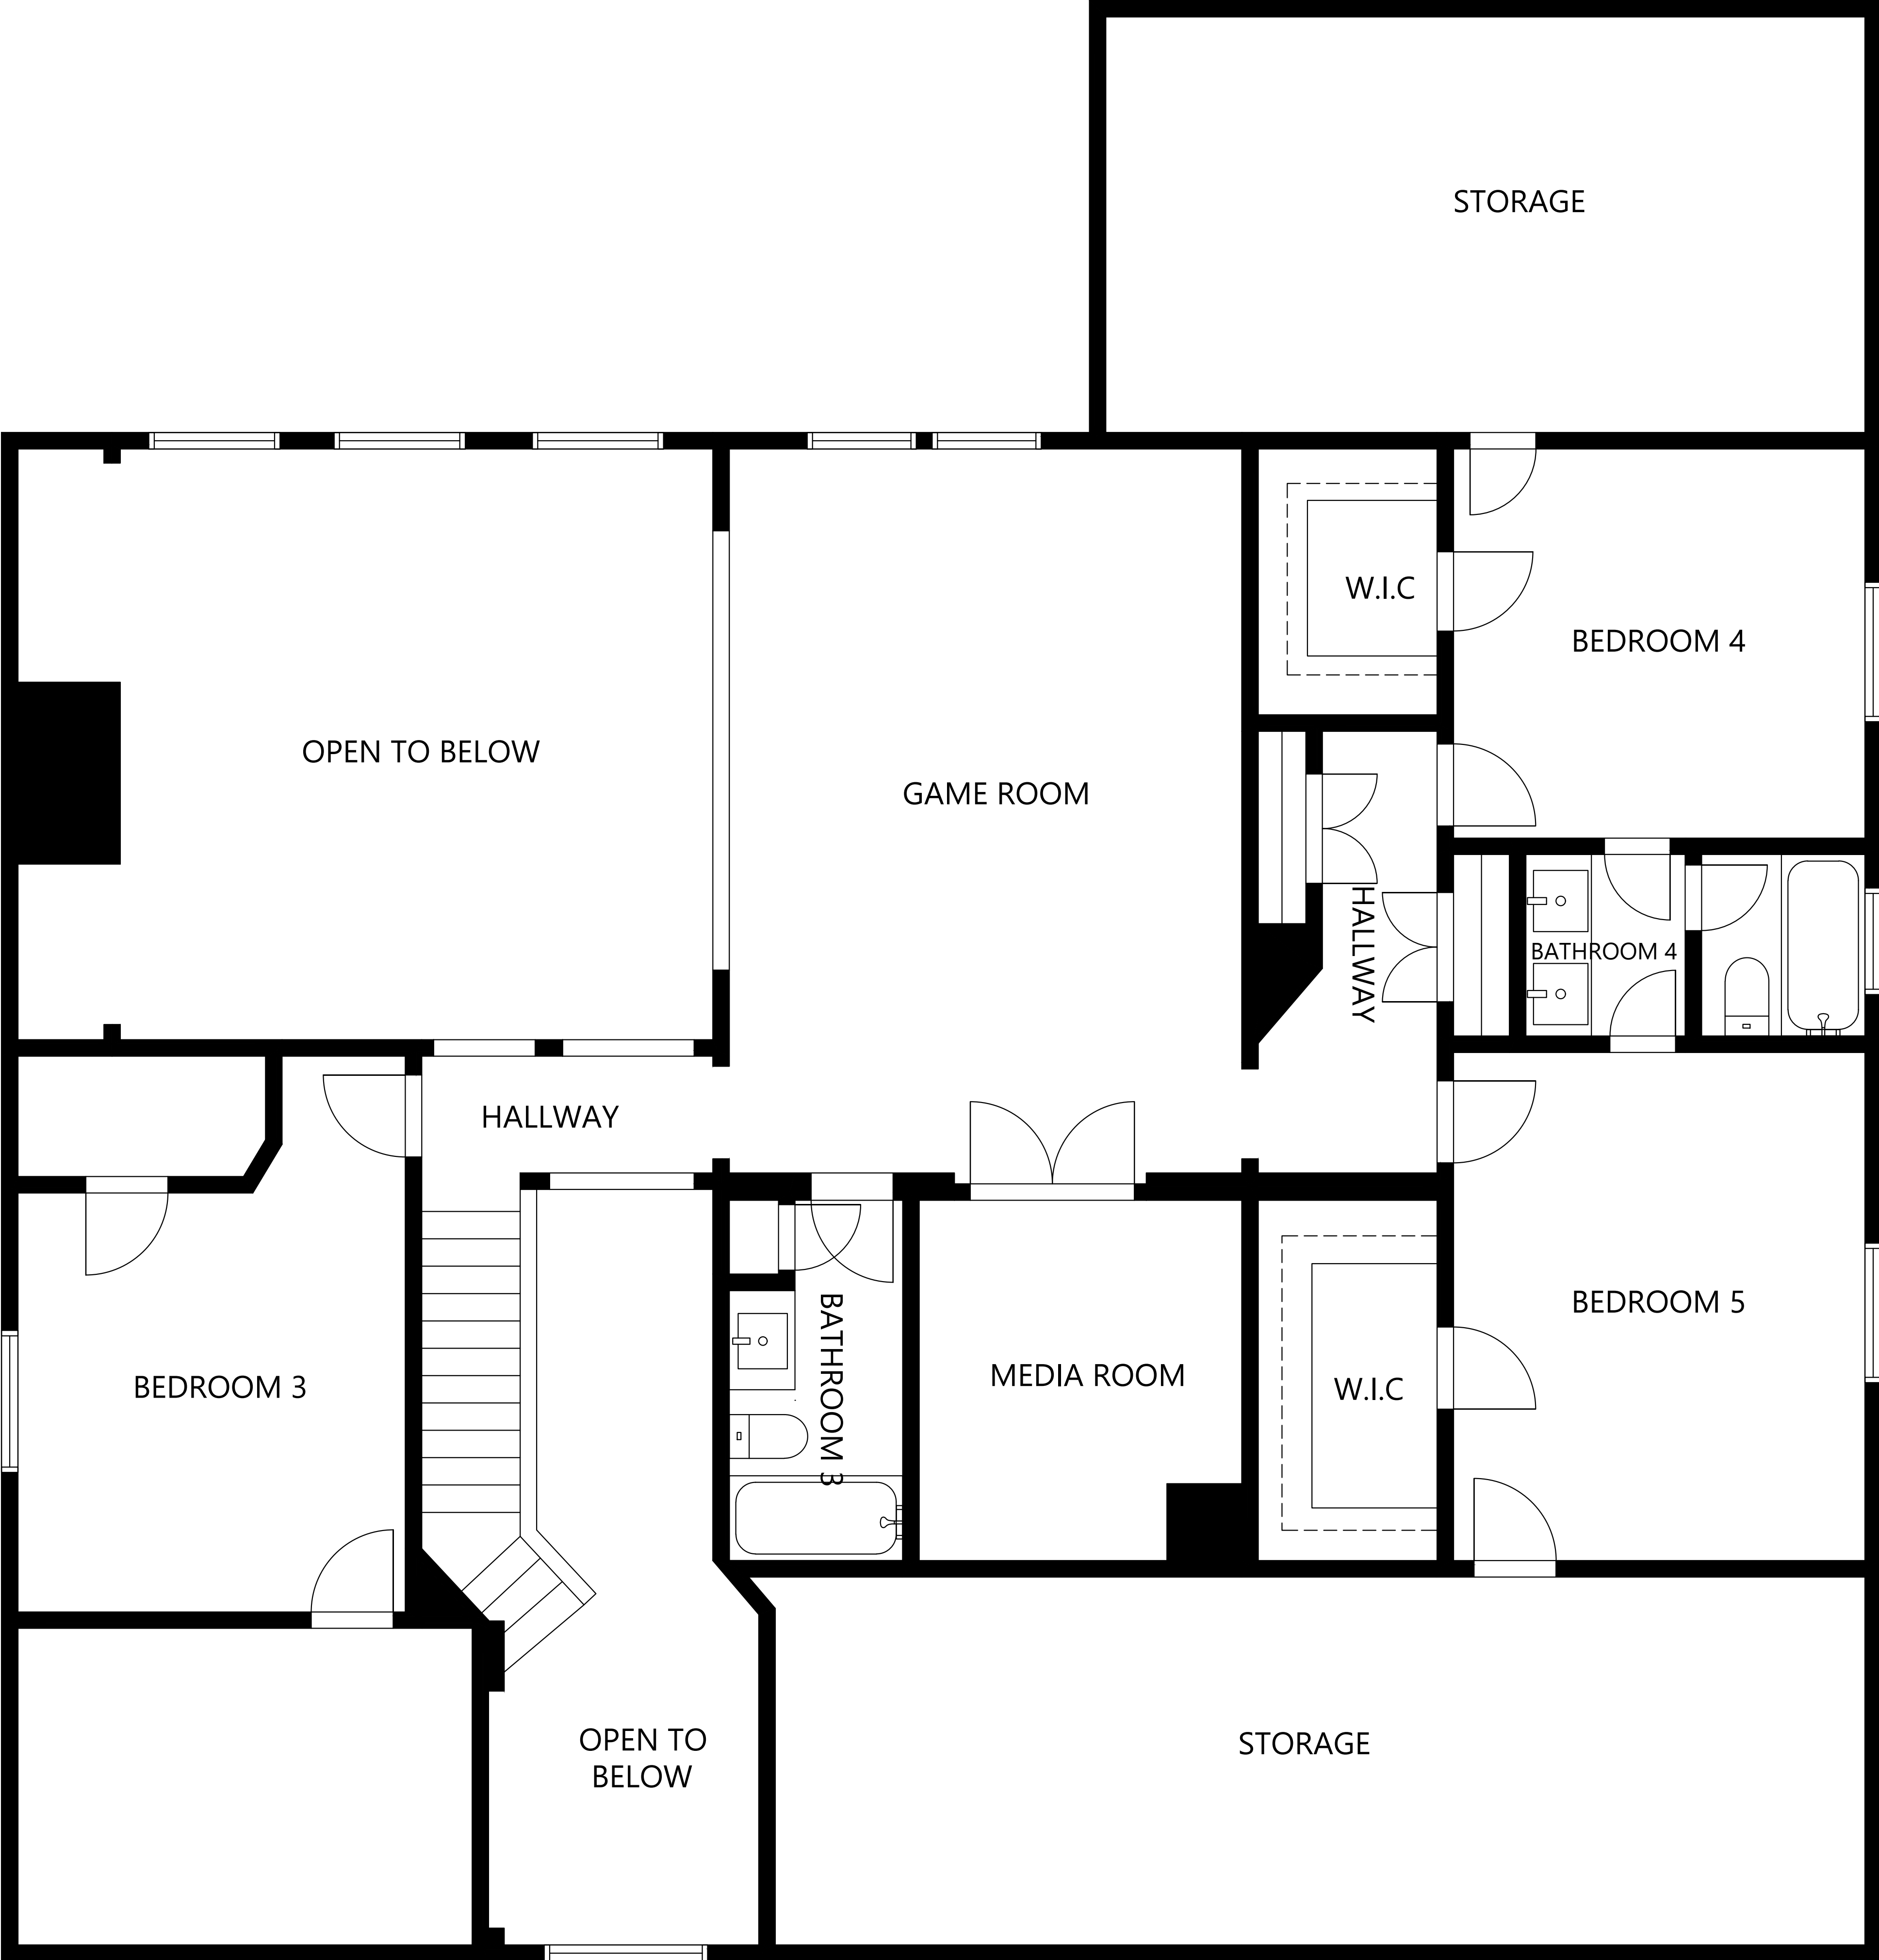 STORAGE
W.I.C
BEDROOM 4
OPEN TO BELOW
GAME ROOM
HALLWAY
BATHROOM 4
HALLWAY
BEDROOM 5
BATHROOM 3
MEDIA ROOM
BEDROOM 3
W.I.C
OPEN TO
BELOW
STORAGE